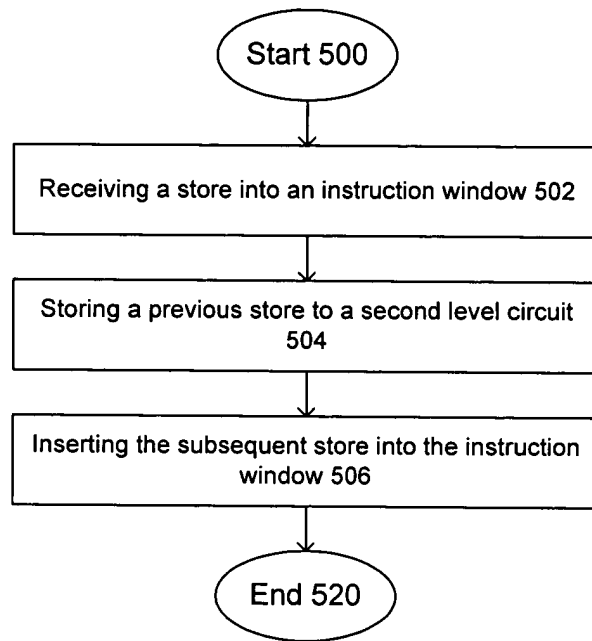 Start 500
Receiving a store into an instruction window 502
Storing a previous store to a second level circuit
504
Inserting the subsequent store into the instruction
window 506
End 520